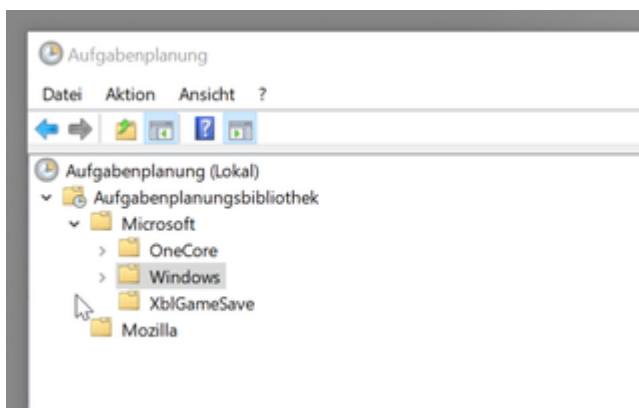 Aufgabenplanung
Datei Aktion Ansicht ?
Aufgabenplanung (Lokal)
Aufgabenplanungsbibliothek
Microsoft
OneCore
Windows
XblGameSave
Mozilla